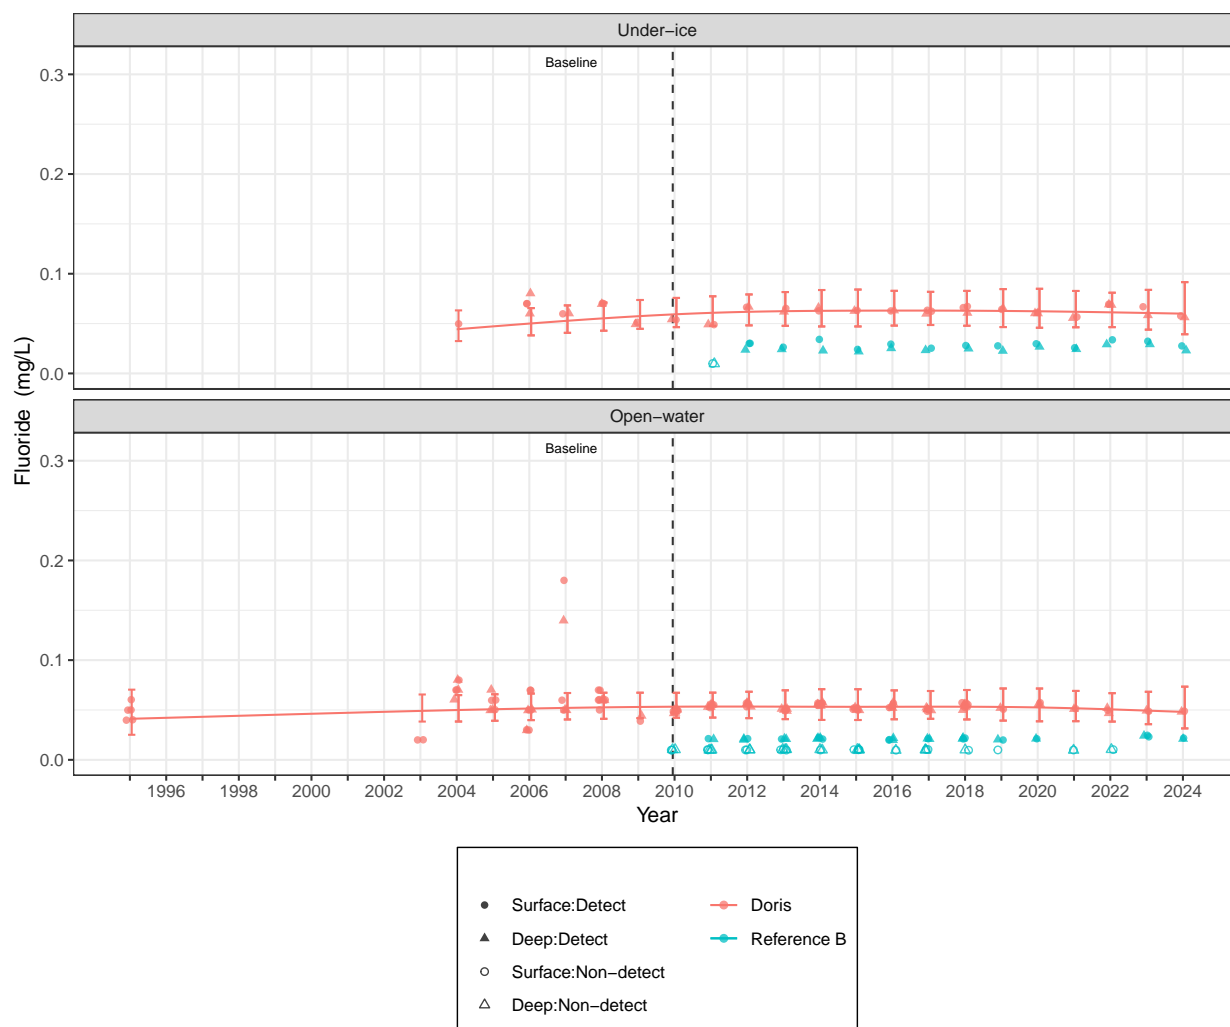 Under−ice
Baseline
0.3
0.2
0.1
0.0
Open−water
Baseline
0.3
0.2
0.1
0.0
Fluoride (mg/L)
1996 1998 2000 2002 2004 2006 2008 2010 2012 2014 2016 2018 2020 2022 2024
Year
Surface:Detect Doris
Deep:Detect Reference B
Surface:Non−detect
Deep:Non−detect